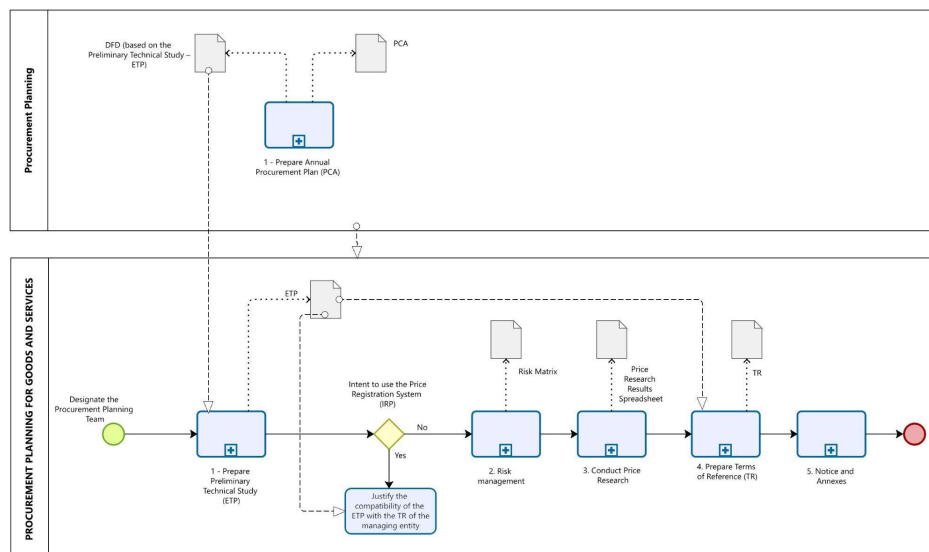 Procurement Planning
DFD (based on the
Preliminary Technical Study –
ETP)
PCA
1 - Prepare Annual
Procurement Plan (PCA)
PROCUREMENT PLANNING FOR GOODS AND SERVICES
ETP
Risk Matrix
Price
Research
Results
Spreadsheet
TR
Designate the
Procurement Planning
Team
Intent to use the Price
Registration System
(IRP)
No
Yes
1 - Prepare
Preliminary
Technical Study
(ETP)
Justify the
compatibility of the
ETP with the TR of the
managing entity
2. Risk
management
3. Conduct Price
Research
4. Prepare Terms
of Reference (TR)
5. Notice and
Annexes